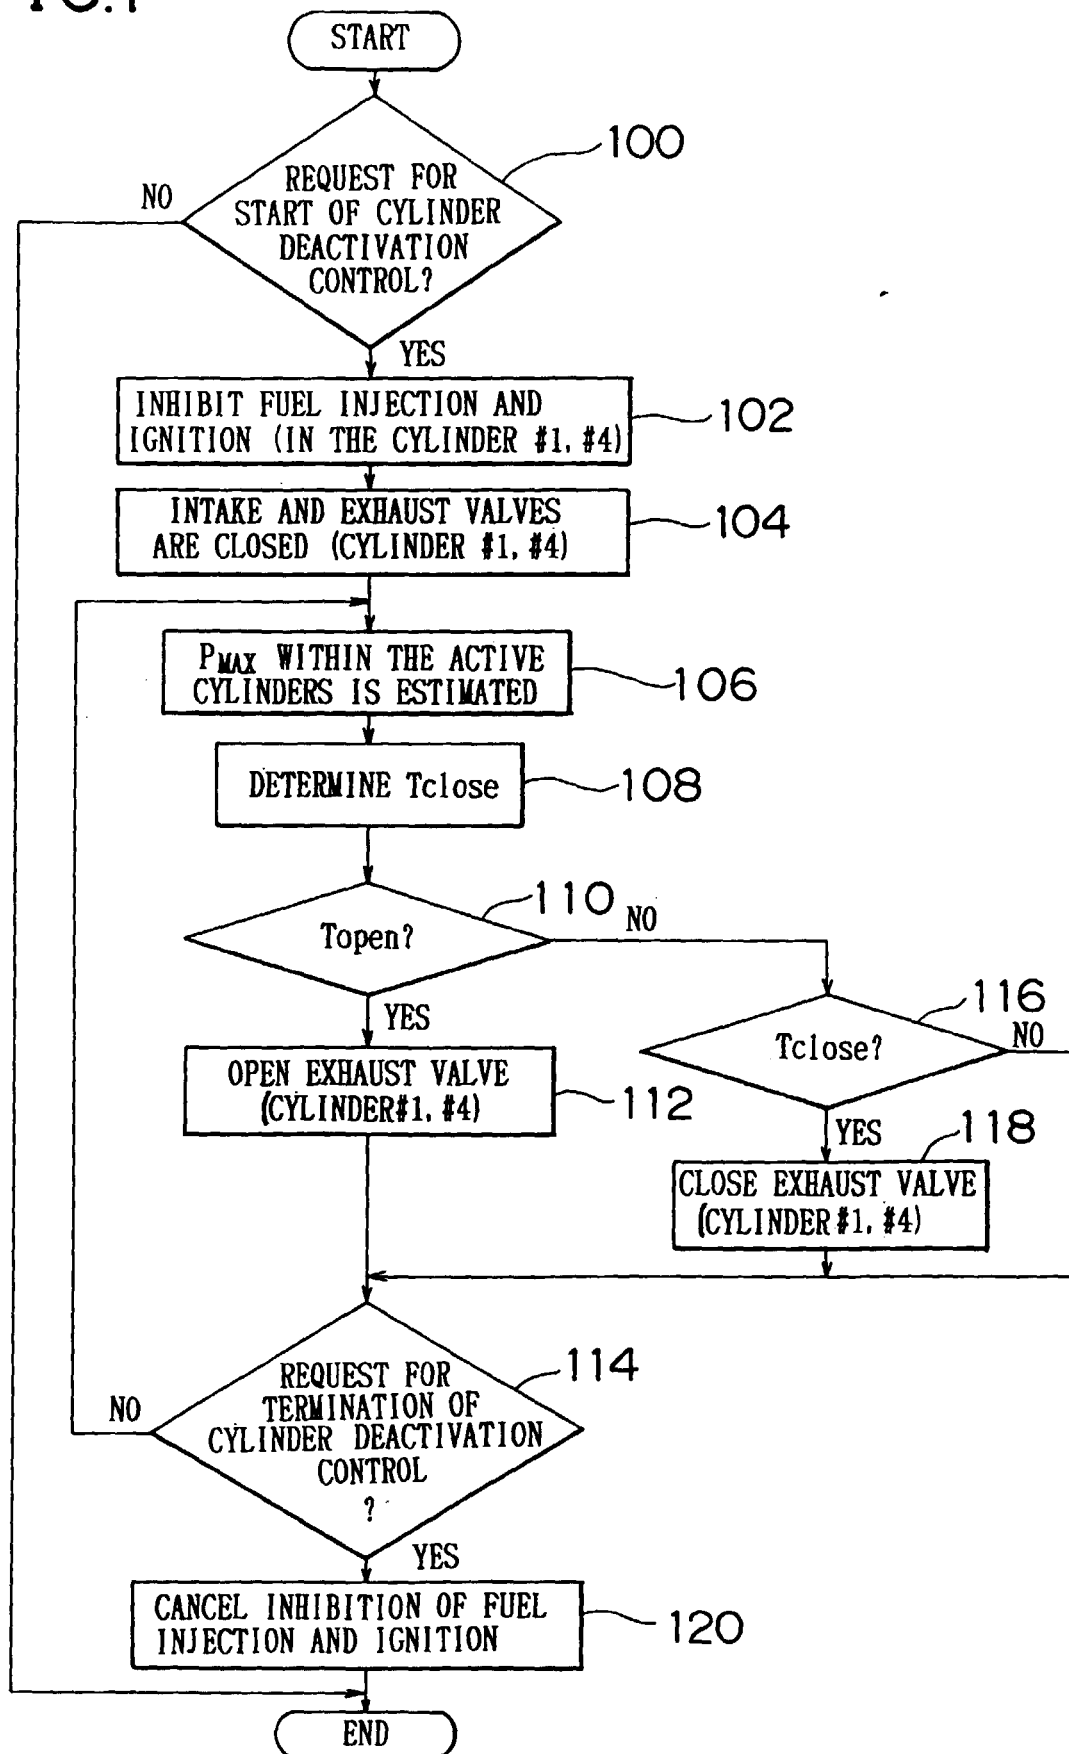 START
100
REQUEST FOR
START OF CYLINDER
DEACTIVATION
CONTROL?
NO
YES
INHIBIT FUEL INJECTION AND
IGNITION (IN THE CYLINDER #1, #4)
102
INTAKE AND EXHAUST VALVES
ARE CLOSED (CYLINDER #1, #4)
104
PMAX WITHIN THE ACTIVE
CYLINDERS IS ESTIMATED
106
DETERMINE Tclose
108
Topen?
110
NO
YES
Tclose?
116
NO
OPEN EXHAUST VALVE
(CYLINDER#1, #4)
112
YES
118
CLOSE EXHAUST VALVE
(CYLINDER#1, #4)
REQUEST FOR
TERMINATION OF
CYLINDER DEACTIVATION
CONTROL
?
114
NO
YES
CANCEL INHIBITION OF FUEL
INJECTION AND IGNITION
120
END